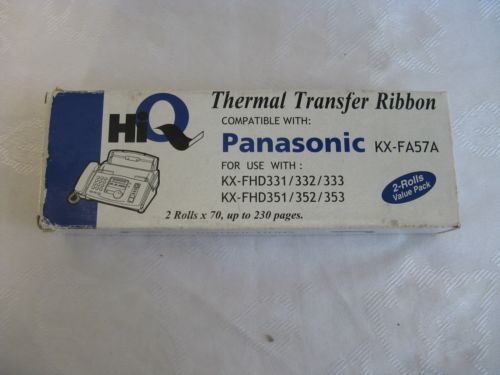 HiQ
Thermal Transfer Ribbon
COMPATIBLE WITH:
Panasonic KX-FA57A
FOR USE WITH :
KX-FHD331/332/333
KX-FHD351/352/353
2-Rolls
Value Pack
2 Rolls x 70, up to 230 pages.